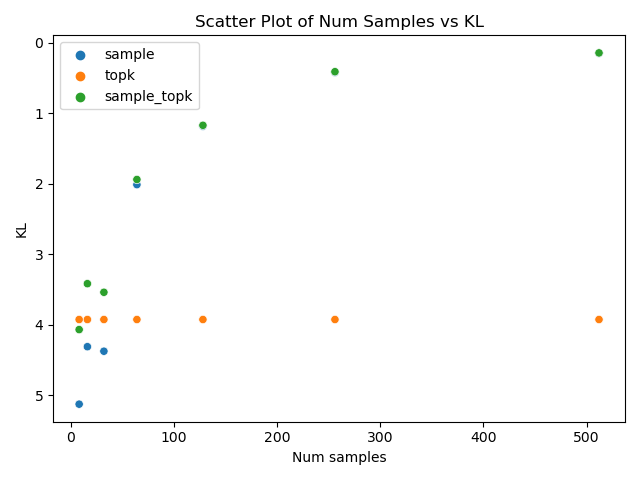 Scatter Plot of Num Samples vs KL
sample
topk
sample_topk
KL
0
1
2
3
4
5
0 100 200 300 400 500
Num samples